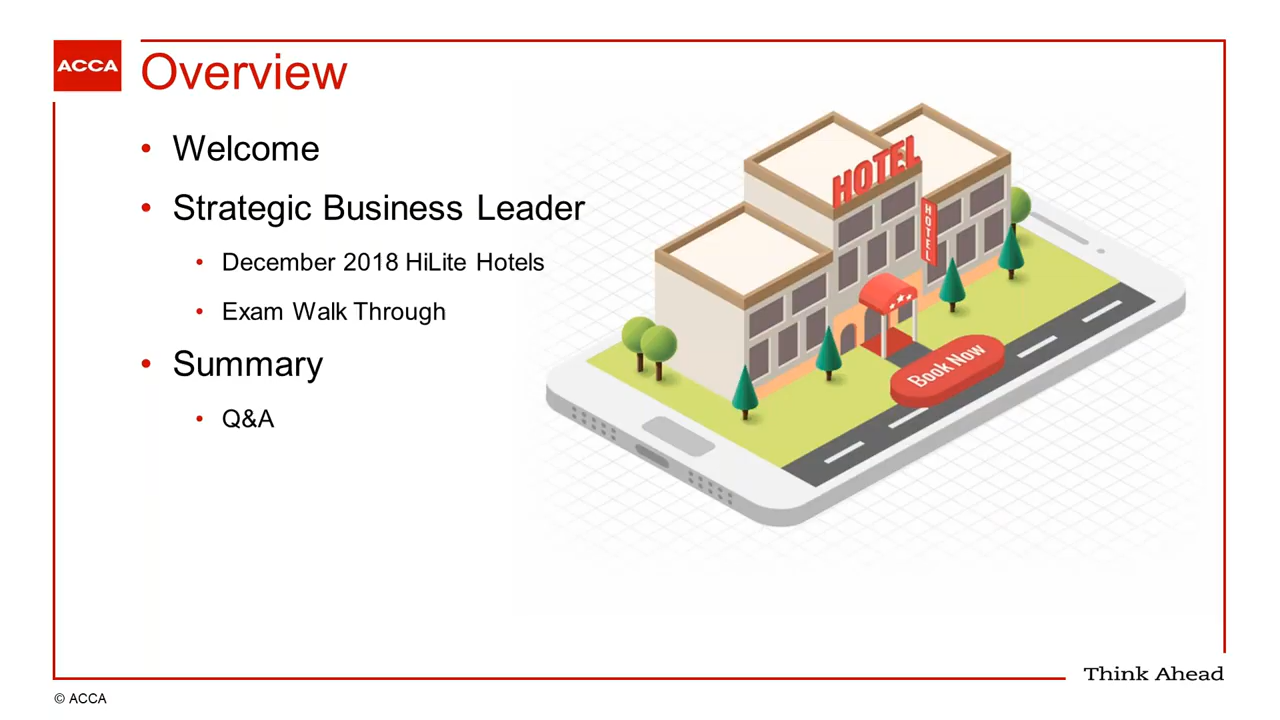 ACCA
Overview
• Welcome
• Strategic Business Leader
• December 2018 HiLite Hotels
• Exam Walk Through
• Summary
• Q&A
HOTEL
HOTEL
Book Now
Think Ahead
© ACCA